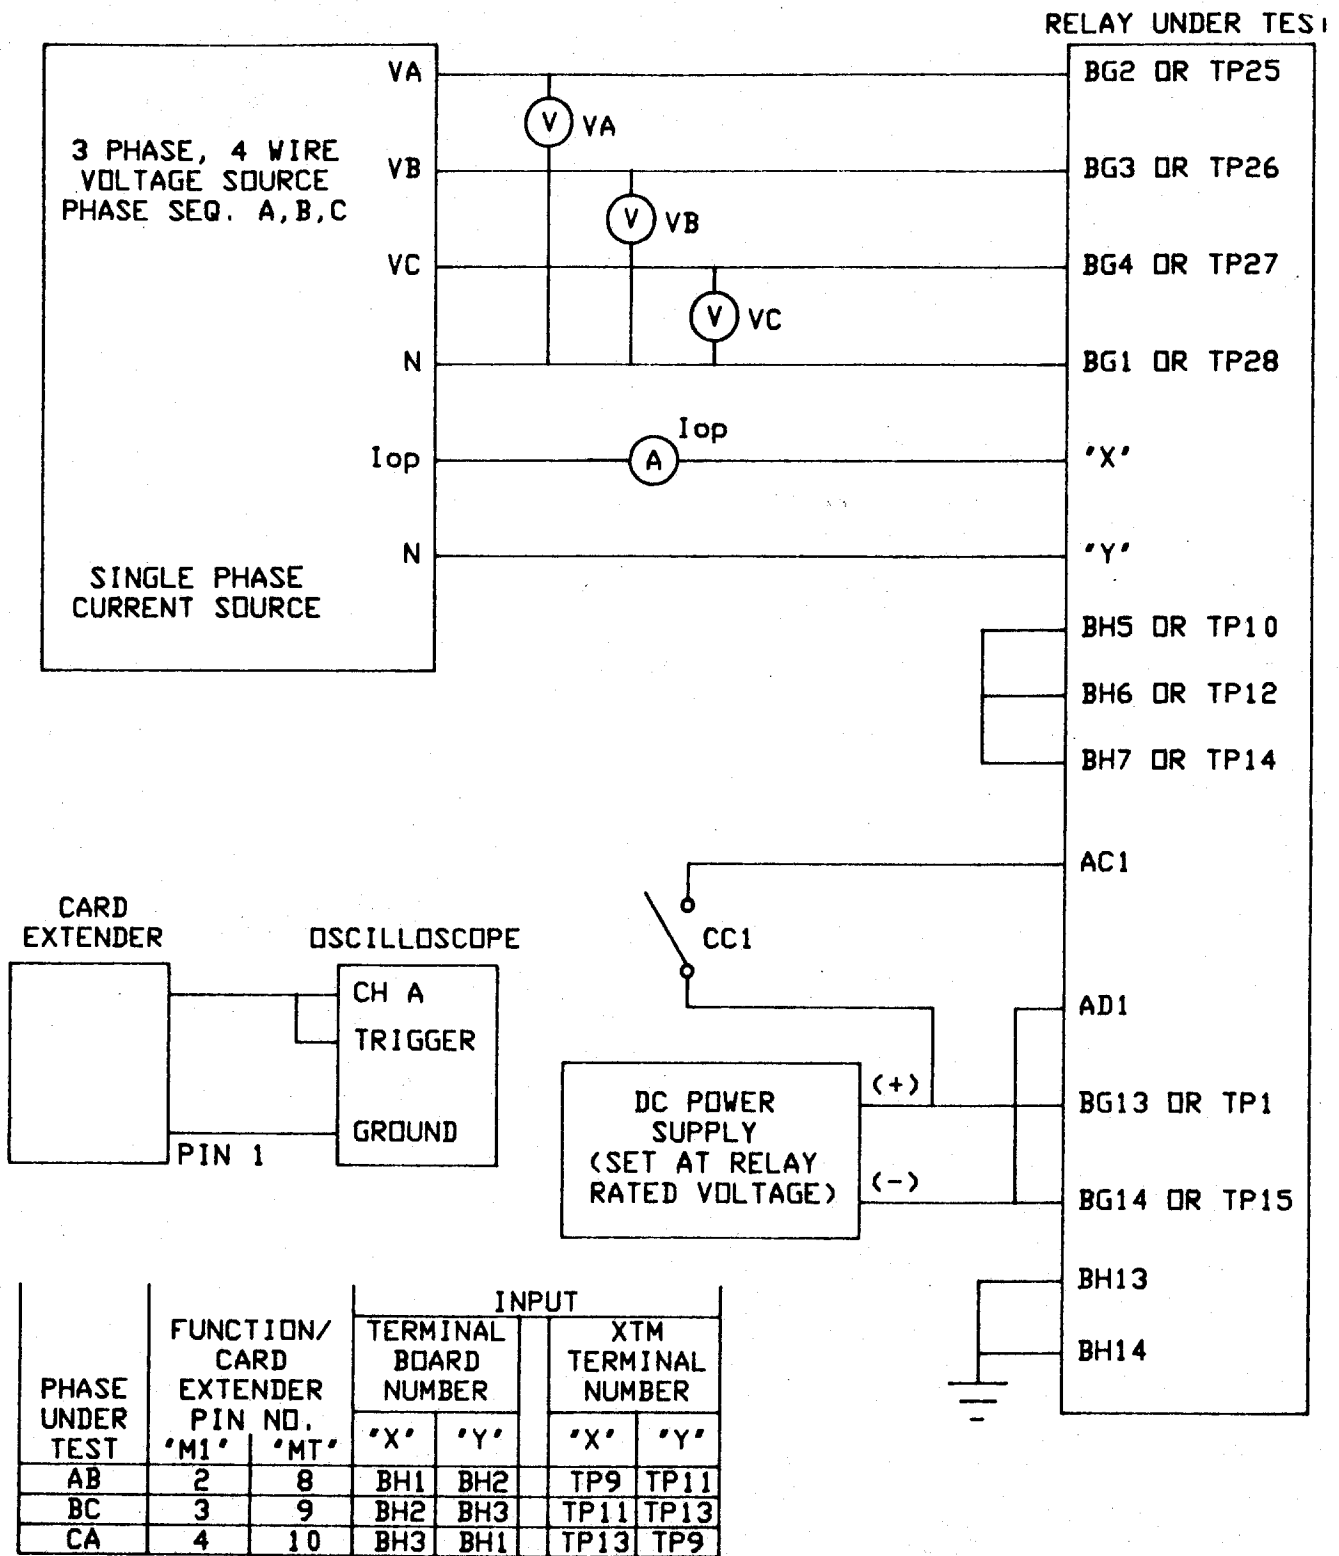 RELAY UNDER TEST
VA
BG2 OR TP25
V VA
3 PHASE, 4 WIRE
VOLTAGE SOURCE
PHASE SEQ. A,B,C
VB
BG3 OR TP26
V VB
VC
BG4 OR TP27
V VC
N
BG1 OR TP28
Iop
Iop
A
"X"
N
"Y"
SINGLE PHASE
CURRENT SOURCE
BH5 OR TP10
BH6 OR TP12
BH7 OR TP14
AC1
CC1
CARD
EXTENDER
OSCILLOSCOPE
CH A
TRIGGER
GROUND
PIN 1
AD1
DC POWER
SUPPLY
(SET AT RELAY
RATED VOLTAGE)
(+)
BG13 OR TP1
(-)
BG14 OR TP15
BH13
BH14
INPUT
PHASE
UNDER
TEST
FUNCTION/
CARD
EXTENDER
PIN NO.
"M1" "MT"
TERMINAL
BOARD
NUMBER
"X" "Y"
XTM
TERMINAL
NUMBER
"X" "Y"
AB 2 8 BH1 BH2 TP9 TP11
BC 3 9 BH2 BH3 TP11 TP13
CA 4 10 BH3 BH1 TP13 TP9